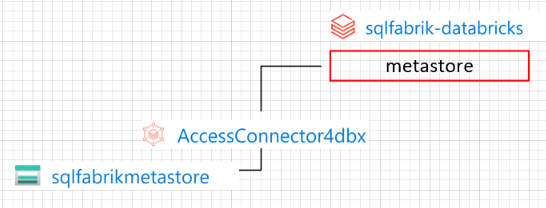 sqlfabrik-databricks
metastore
AccessConnector4dbx
sqlfabrikmetastore